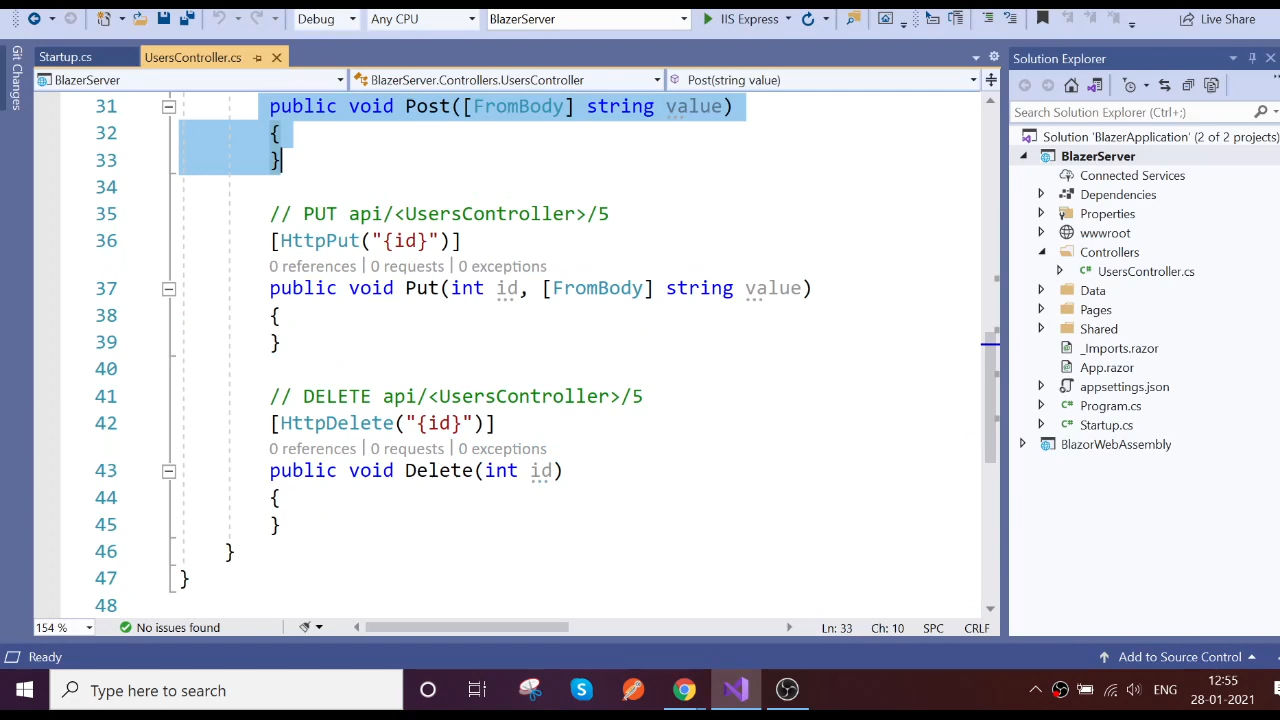 Debug
Any CPU
BlazerServer
IIS Express
Live Share
Git Changes
Startup.cs
UsersController.cs
BlazerServer
BlazerServer.Controllers.UsersController
Post(string value)
31 public void Post([FromBody] string value)
32 {
33 }
34
35 // PUT api/<UsersController>/5
36 [HttpPut("{id}")]
0 references | 0 requests | 0 exceptions
37 public void Put(int id, [FromBody] string value)
38 {
39 }
40
41 // DELETE api/<UsersController>/5
42 [HttpDelete("{id}")]
0 references | 0 requests | 0 exceptions
43 public void Delete(int id)
44 {
45 }
46 }
47 }
48
154 %
No issues found
Ln: 33
Ch: 10
SPC
CRLF
Solution Explorer
Search Solution Explorer (Ctrl+;)
Solution 'BlazerApplication' (2 of 2 projects)
BlazerServer
Connected Services
Dependencies
Properties
wwwroot
Controllers
C# UsersController.cs
Data
Pages
Shared
_Imports.razor
App.razor
appsettings.json
C# Program.cs
C# Startup.cs
BlazorWebAssembly
Ready
Add to Source Control
Type here to search
ENG
12:55
28-01-2021